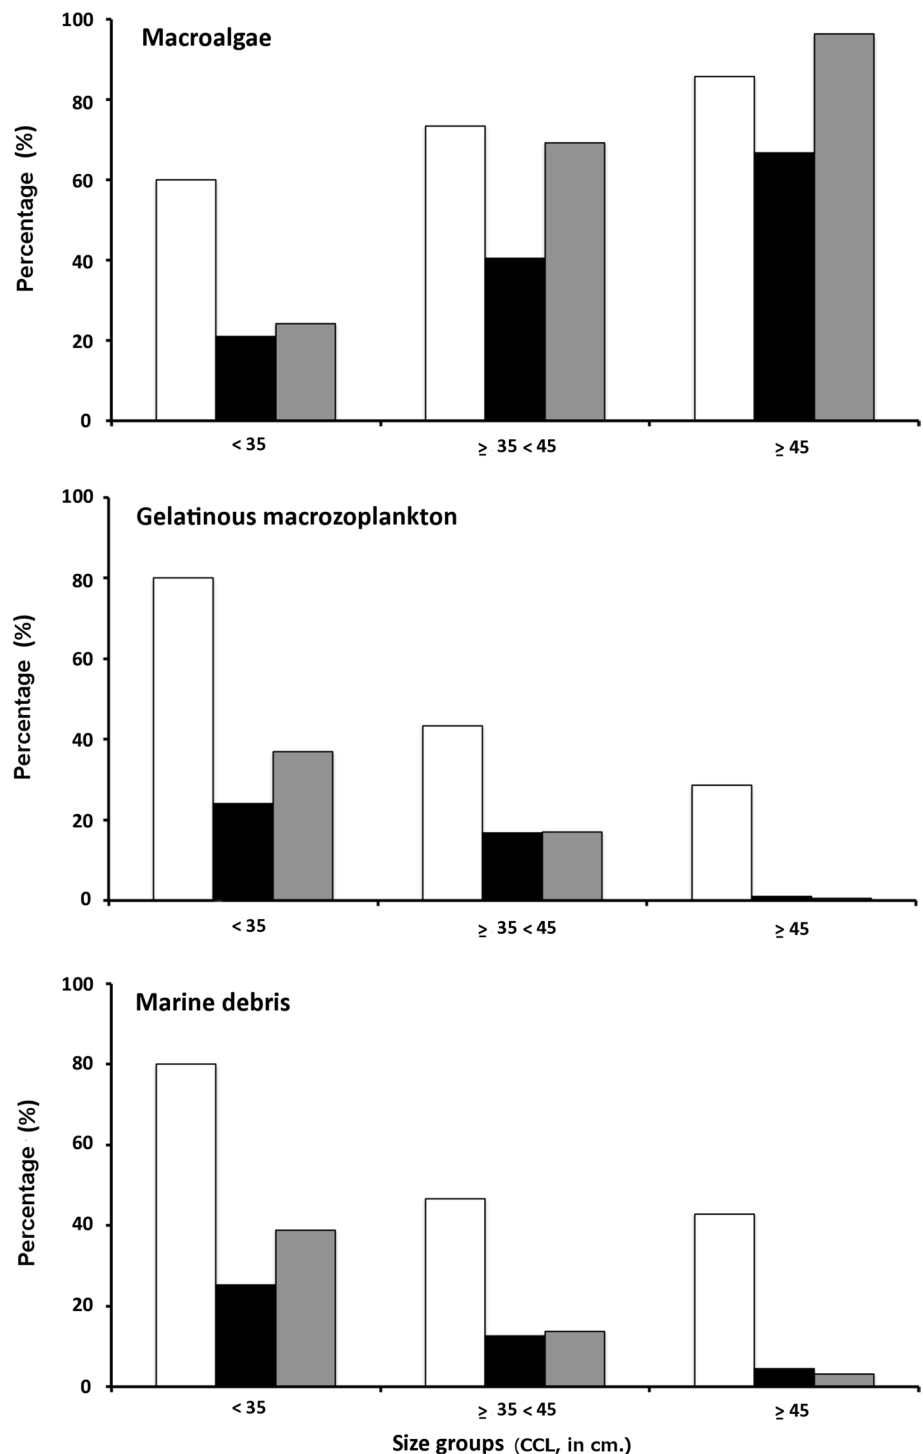 Macroalgae
Percentage (%)
100
80
60
40
20
0
< 35
≥ 35 < 45
≥ 45
Gelatinous macrozoplankton
Percentage (%)
100
80
60
40
20
0
< 35
≥ 35 < 45
≥ 45
Marine debris
Percentage (%)
100
80
60
40
20
0
< 35
≥ 35 < 45
≥ 45
Size groups (CCL, in cm.)